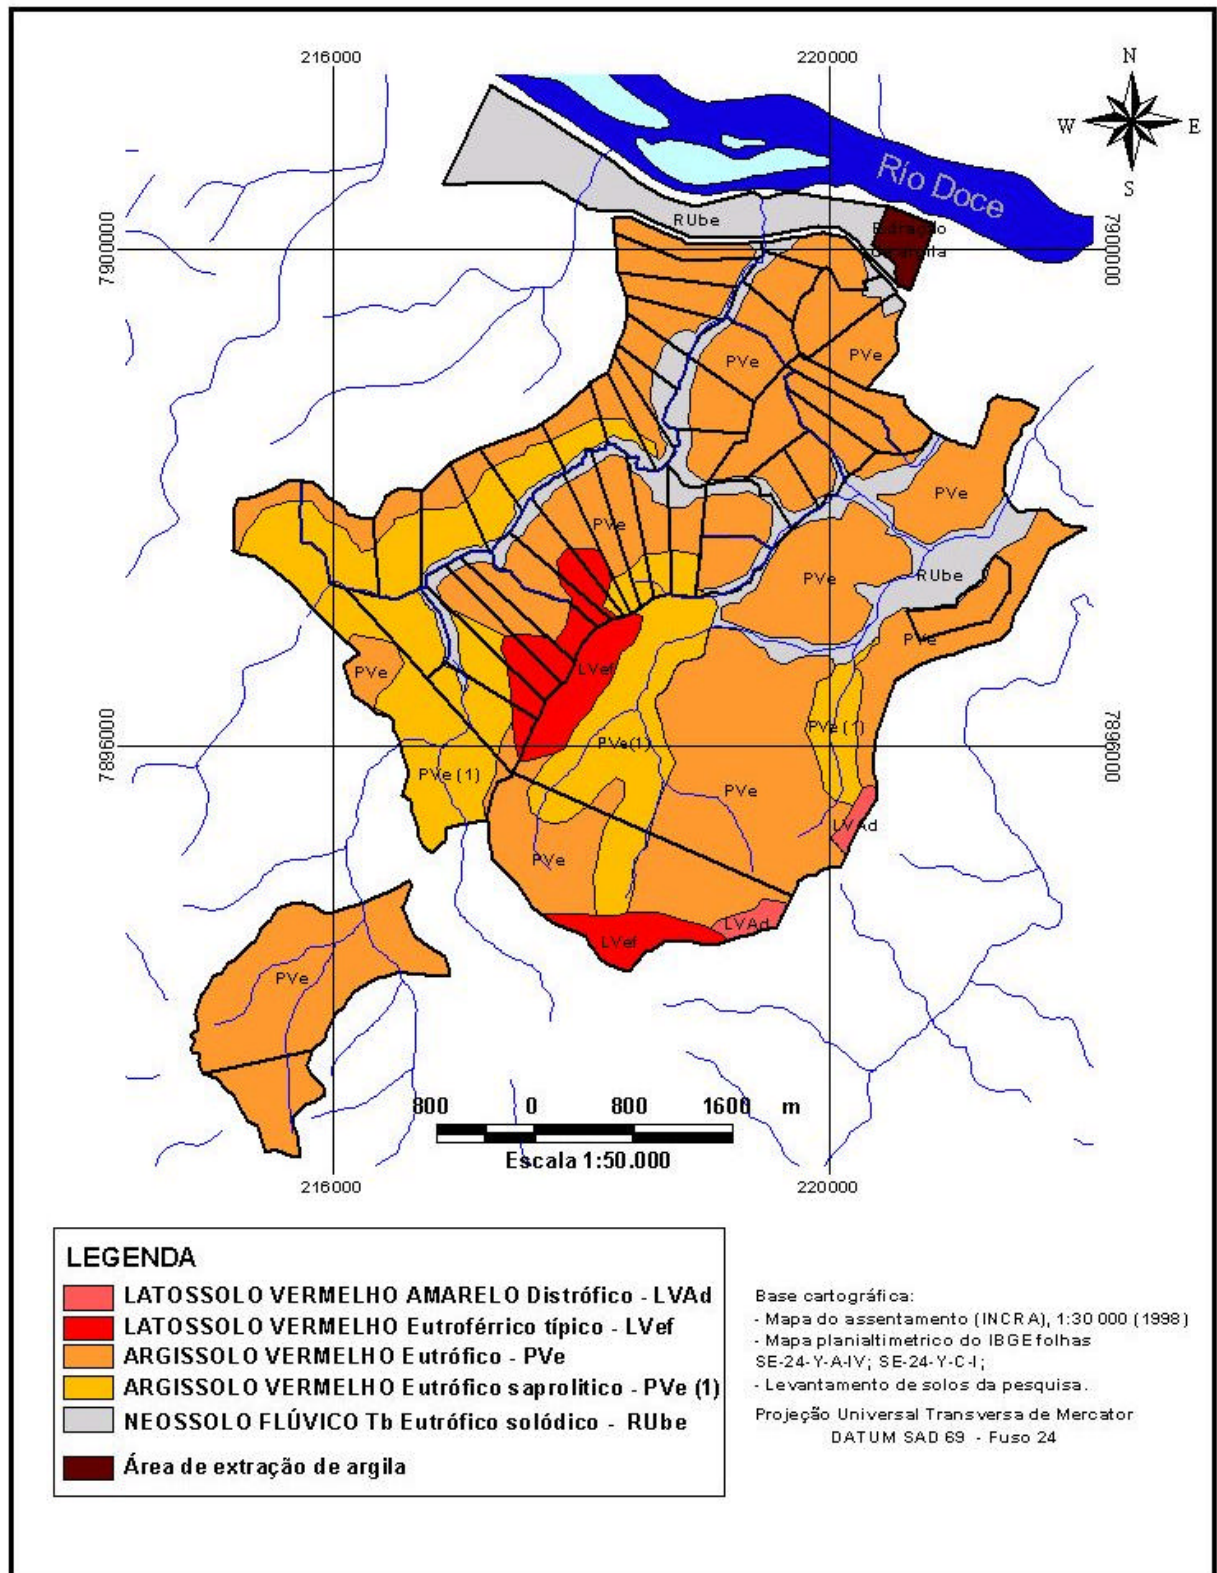 216000
220000
N
W
E
S
Rio Doce
RUbe
Extração
de argila
7900000
7900000
PVe
PVe
PVe
PVe
PVe
RUbe
PVe
PVe
LVef
PVe (1)
7896000
7896000
PVe(1)
PVe (1)
PVe
LVAd
PVe
LVAd
LVef
PVe
800 0 800 1600 m
Escala 1:50.000
216000
220000
LEGENDA
LATOSSOLO VERMELHO AMARELO Distrófico - LVAd
LATOSSOLO VERMELHO Eutroférrico típico - LVef
ARGISSOLO VERMELHO Eutrófico - PVe
ARGISSOLO VERMELHO Eutrófico saprolitico - PVe (1)
NEOSSOLO FLÚVICO Tb Eutrófico solódico - RUbe
Área de extração de argila
Base cartográfica:
- Mapa do assentamento (INCRA), 1:30 000 (1998)
- Mapa planialtimetrico do IBGE folhas
SE-24-Y-A-IV; SE-24-Y-C-I;
- Levantamento de solos da pesquisa.
Projeção Universal Transversa de Mercator
DATUM SAD 69 - Fuso 24